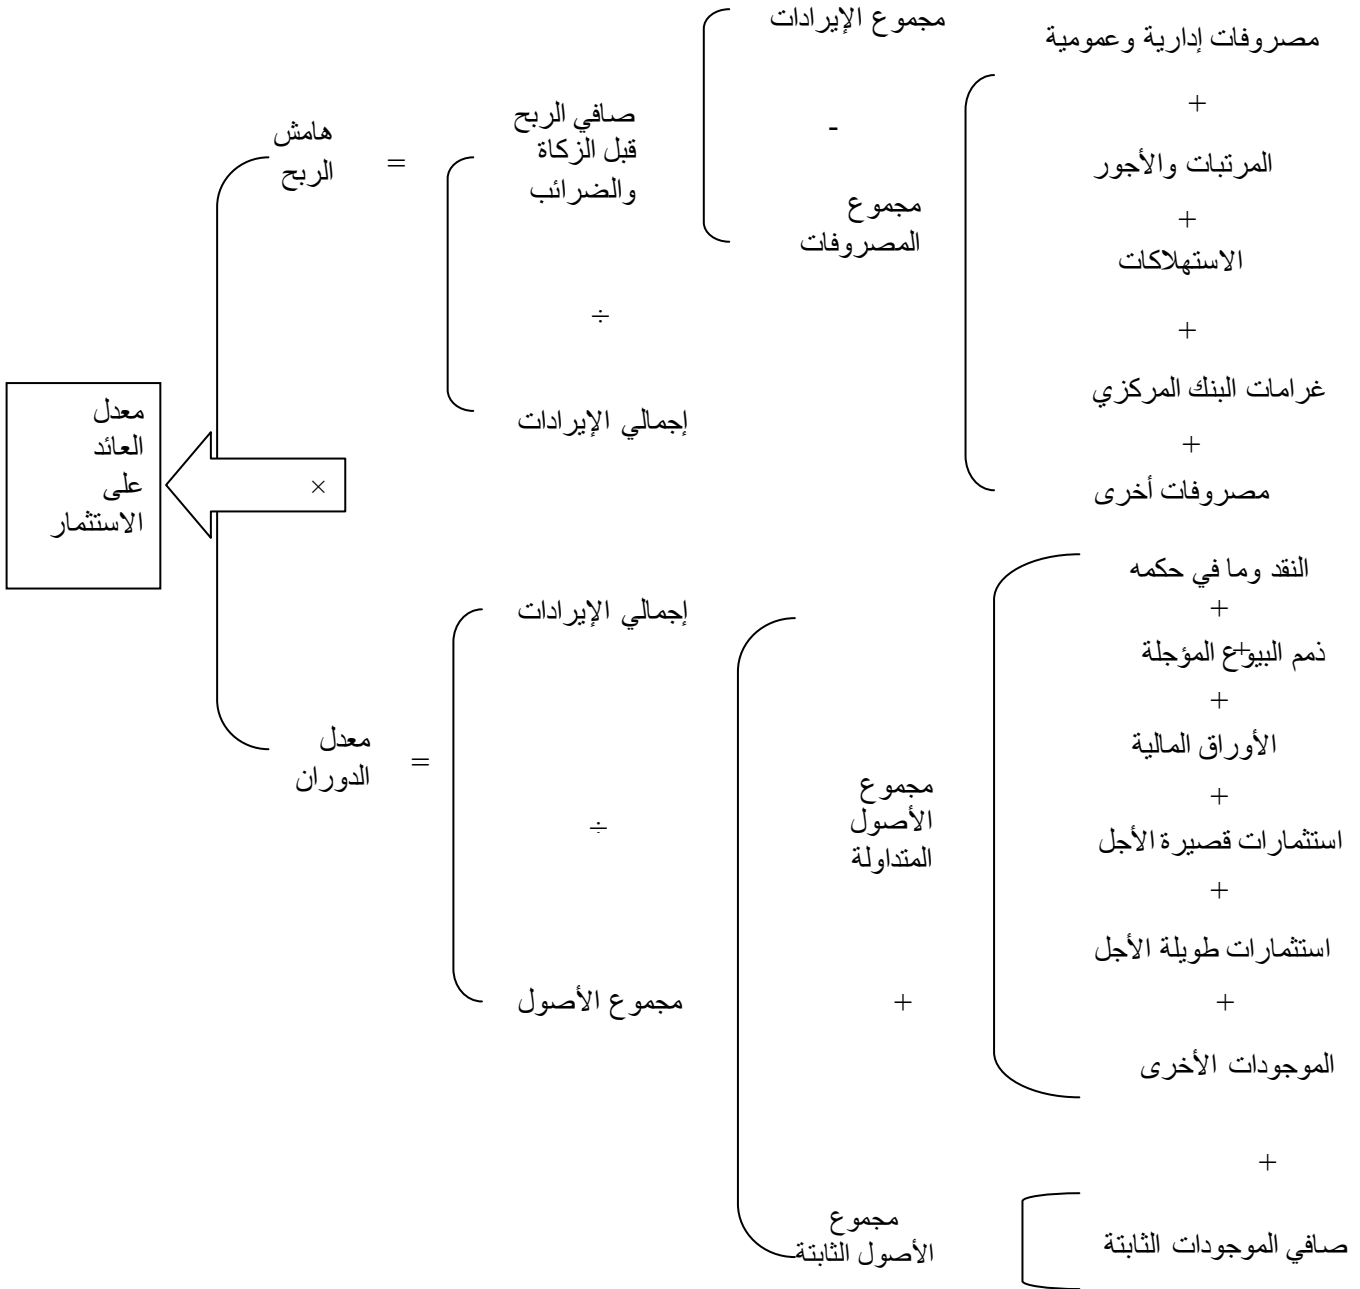 مجموع الإيرادات
مصروفات إدارية وعمومية
+
صافي الربح
قبل الزكاة
والضرائب
-
هامش
الربح
=
المرتبات والأجور
+
مجموع
المصروفات
الاستهلاكات
÷
+
غرامات البنك المركزي
إجمالي الإيرادات
+
مصروفات أخرى
معدل
العائد
على
الاستثمار
×
النقد وما في حكمه
+
إجمالي الإيرادات
ذمم البيوع المؤجلة
+
+
الأوراق المالية
معدل
الدوران
=
+
مجموع
الأصول
المتداولة
÷
استثمارات قصيرة الأجل
+
استثمارات طويلة الأجل
مجموع الأصول
+
+
الموجودات الأخرى
+
مجموع
الأصول الثابتة
صافي الموجودات الثابتة